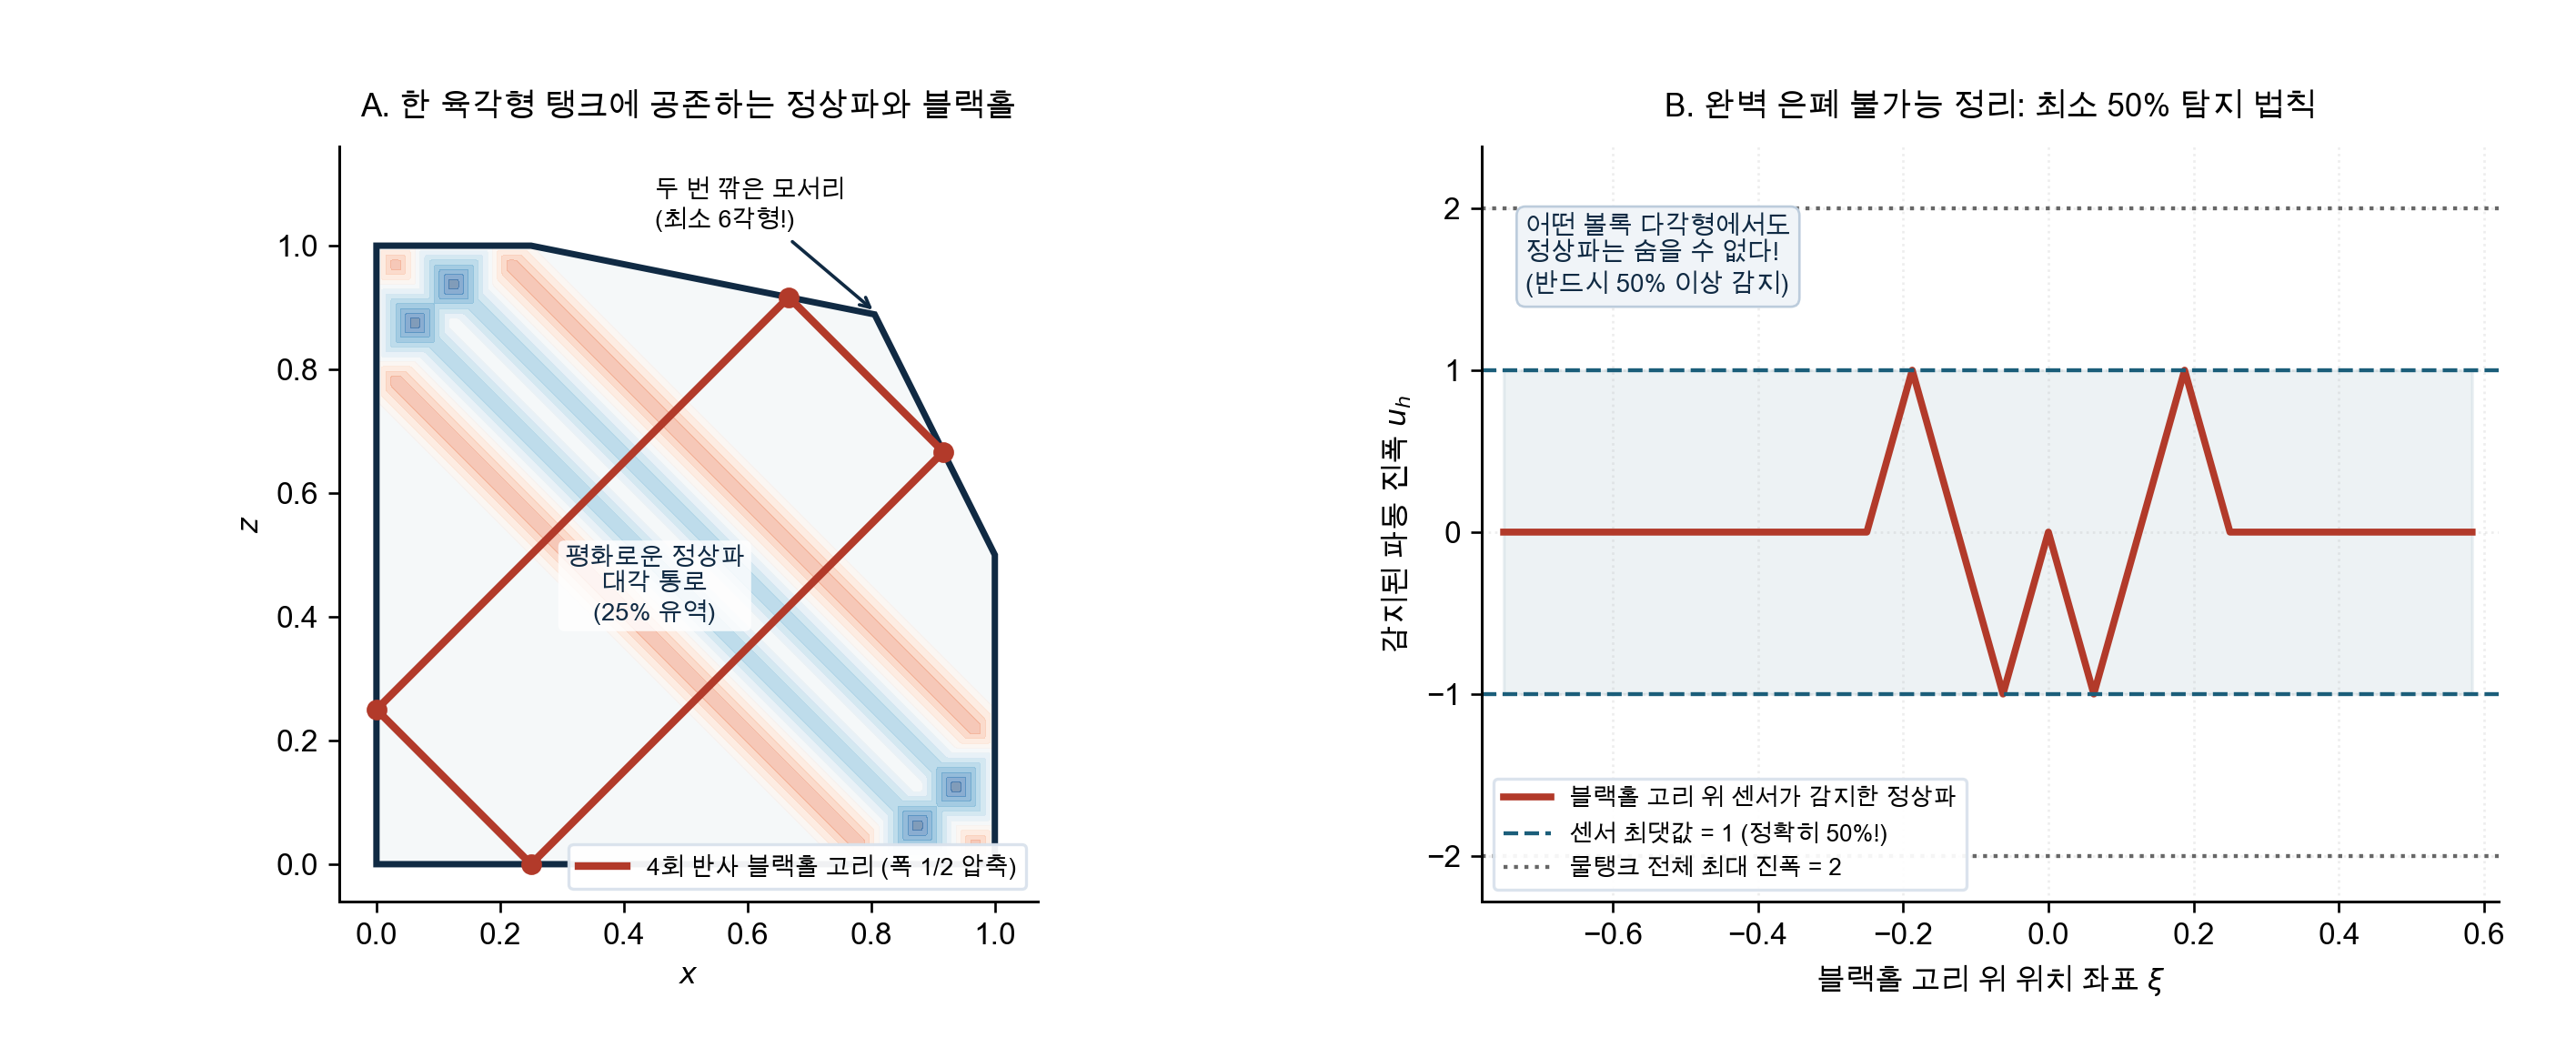 A. 한 육각형 탱크에 공존하는 정상파와 블랙홀
두 번 깎은 모서리
(최소 6각형!)
1.0
0.8
0.6
0.4
0.2
0.0
z
평화로운 정상파
대각 통로
(25% 유역)
4회 반사 블랙홀 고리 (폭 1/2 압축)
0.0
0.2
0.4
0.6
0.8
1.0
x
B. 완벽 은폐 불가능 정리: 최소 50% 탐지 법칙
2
1
0
−1
−2
감지된 파동 진폭 u_h
어떤 볼록 다각형에서도
정상파는 숨을 수 없다!
(반드시 50% 이상 감지)
블랙홀 고리 위 센서가 감지한 정상파
센서 최댓값 = 1 (정확히 50%!)
물탱크 전체 최대 진폭 = 2
−0.6
−0.4
−0.2
0.0
0.2
0.4
0.6
블랙홀 고리 위 위치 좌표 ξ